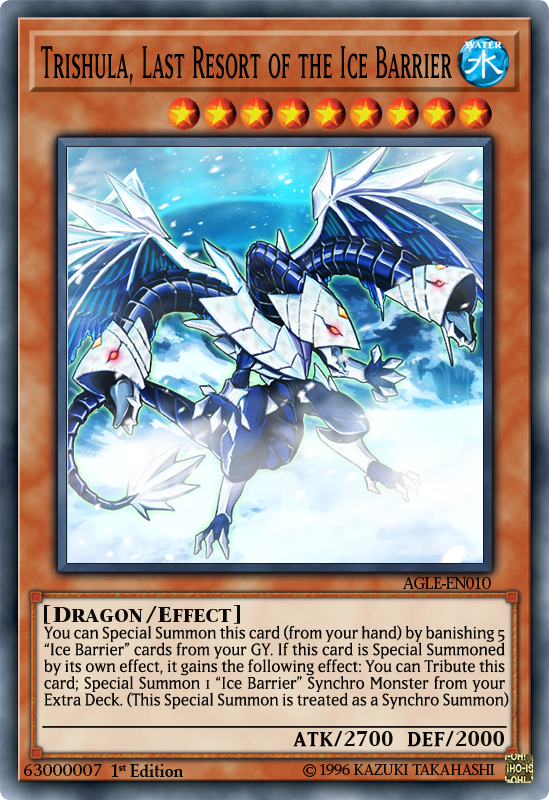 TRISHULA, LAST RESORT OF THE ICE BARRIER
WATER
水
AGLE-EN010
[DRAGON/EFFECT]
You can Special Summon this card (from your hand) by banishing 5
“Ice Barrier” cards from your GY. If this card is Special Summoned
by its own effect, it gains the following effect: You can Tribute this
card; Special Summon 1 “Ice Barrier” Synchro Monster from your
Extra Deck. (This Special Summon is treated as a Synchro Summon)
ATK/2700 DEF/2000
63000007 1st Edition © 1996 KAZUKI TAKAHASHI